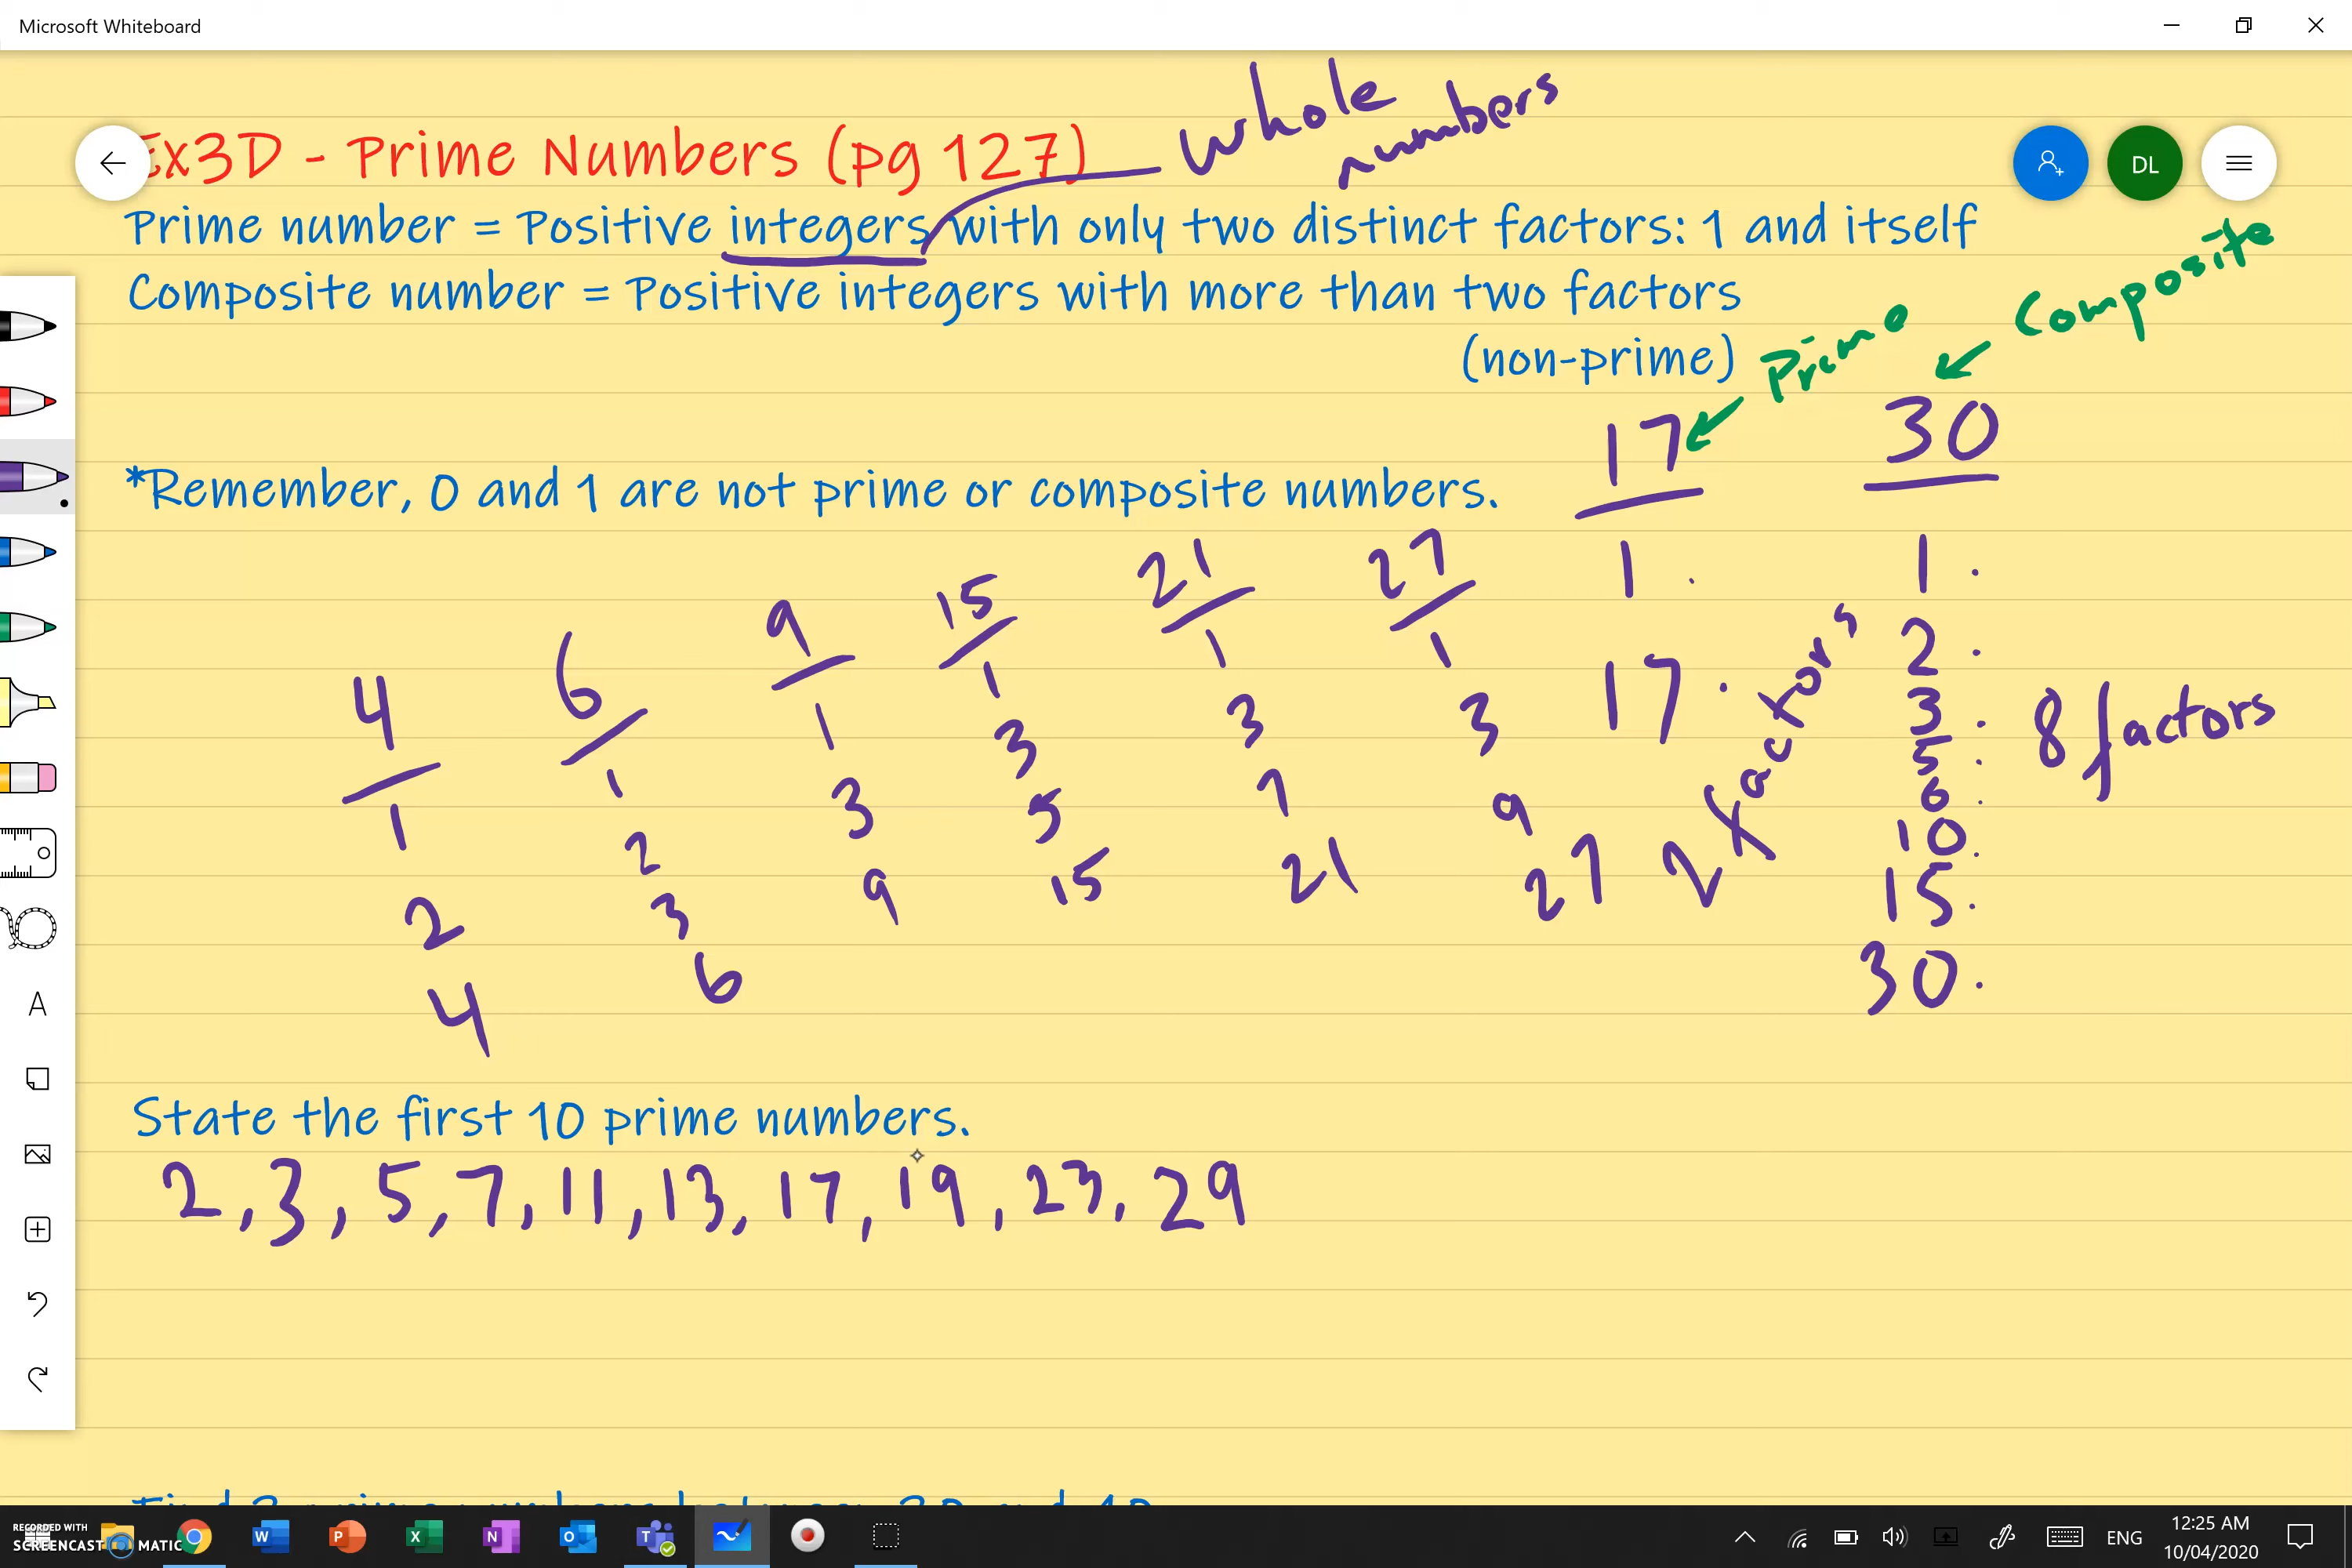 Microsoft Whiteboard
whole
numbers
Ex3D - Prime Numbers (pg 127)
DL
Prime number = Positive integers with only two distinct factors: 1 and itself
Composite number = Positive integers with more than two factors
(non-prime)
Prime
Composite
17
30
*Remember, 0 and 1 are not prime or composite numbers.
4
1
2
4
6
1
2
3
6
9
1
3
9
15
1
3
5
15
21
1
3
7
21
27
1
3
9
27
1
17
2 factors
1
2
3
5
6
10
15
30
8 factors
A
State the first 10 prime numbers.
2, 3, 5, 7, 11, 13, 17, 19, 23, 29
RECORDED WITH
SCREENCAST MATIC
ENG
12:25 AM
10/04/2020